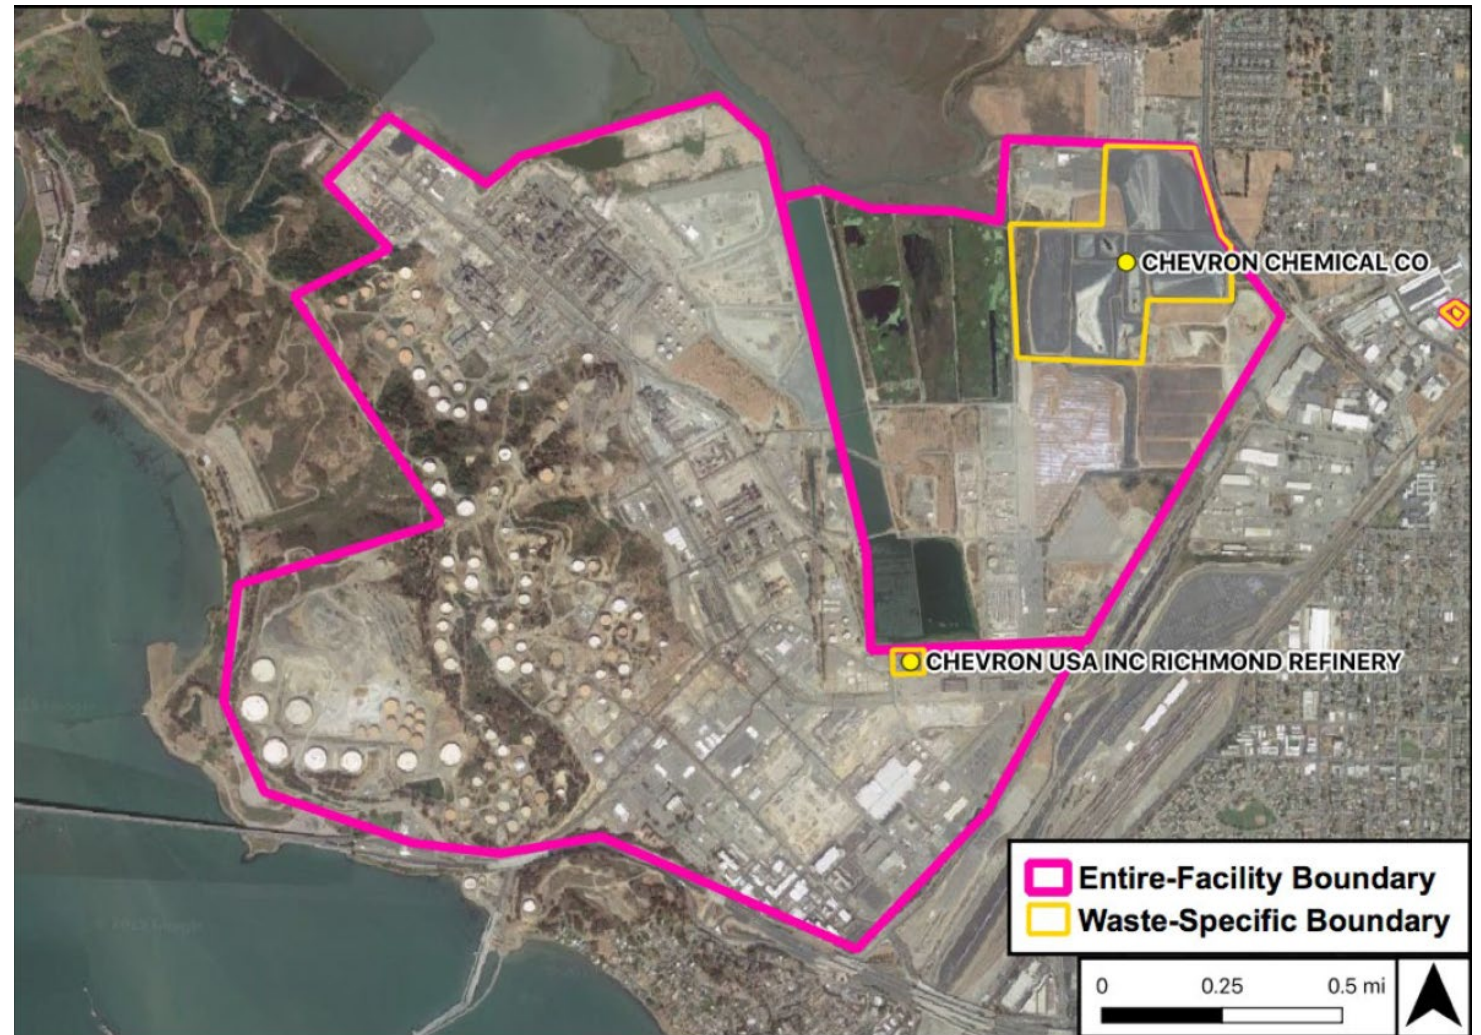 CHEVRON CHEMICAL CO
CHEVRON USA INC RICHMOND REFINERY
Entire-Facility Boundary
Waste-Specific Boundary
0 0.25 0.5 mi